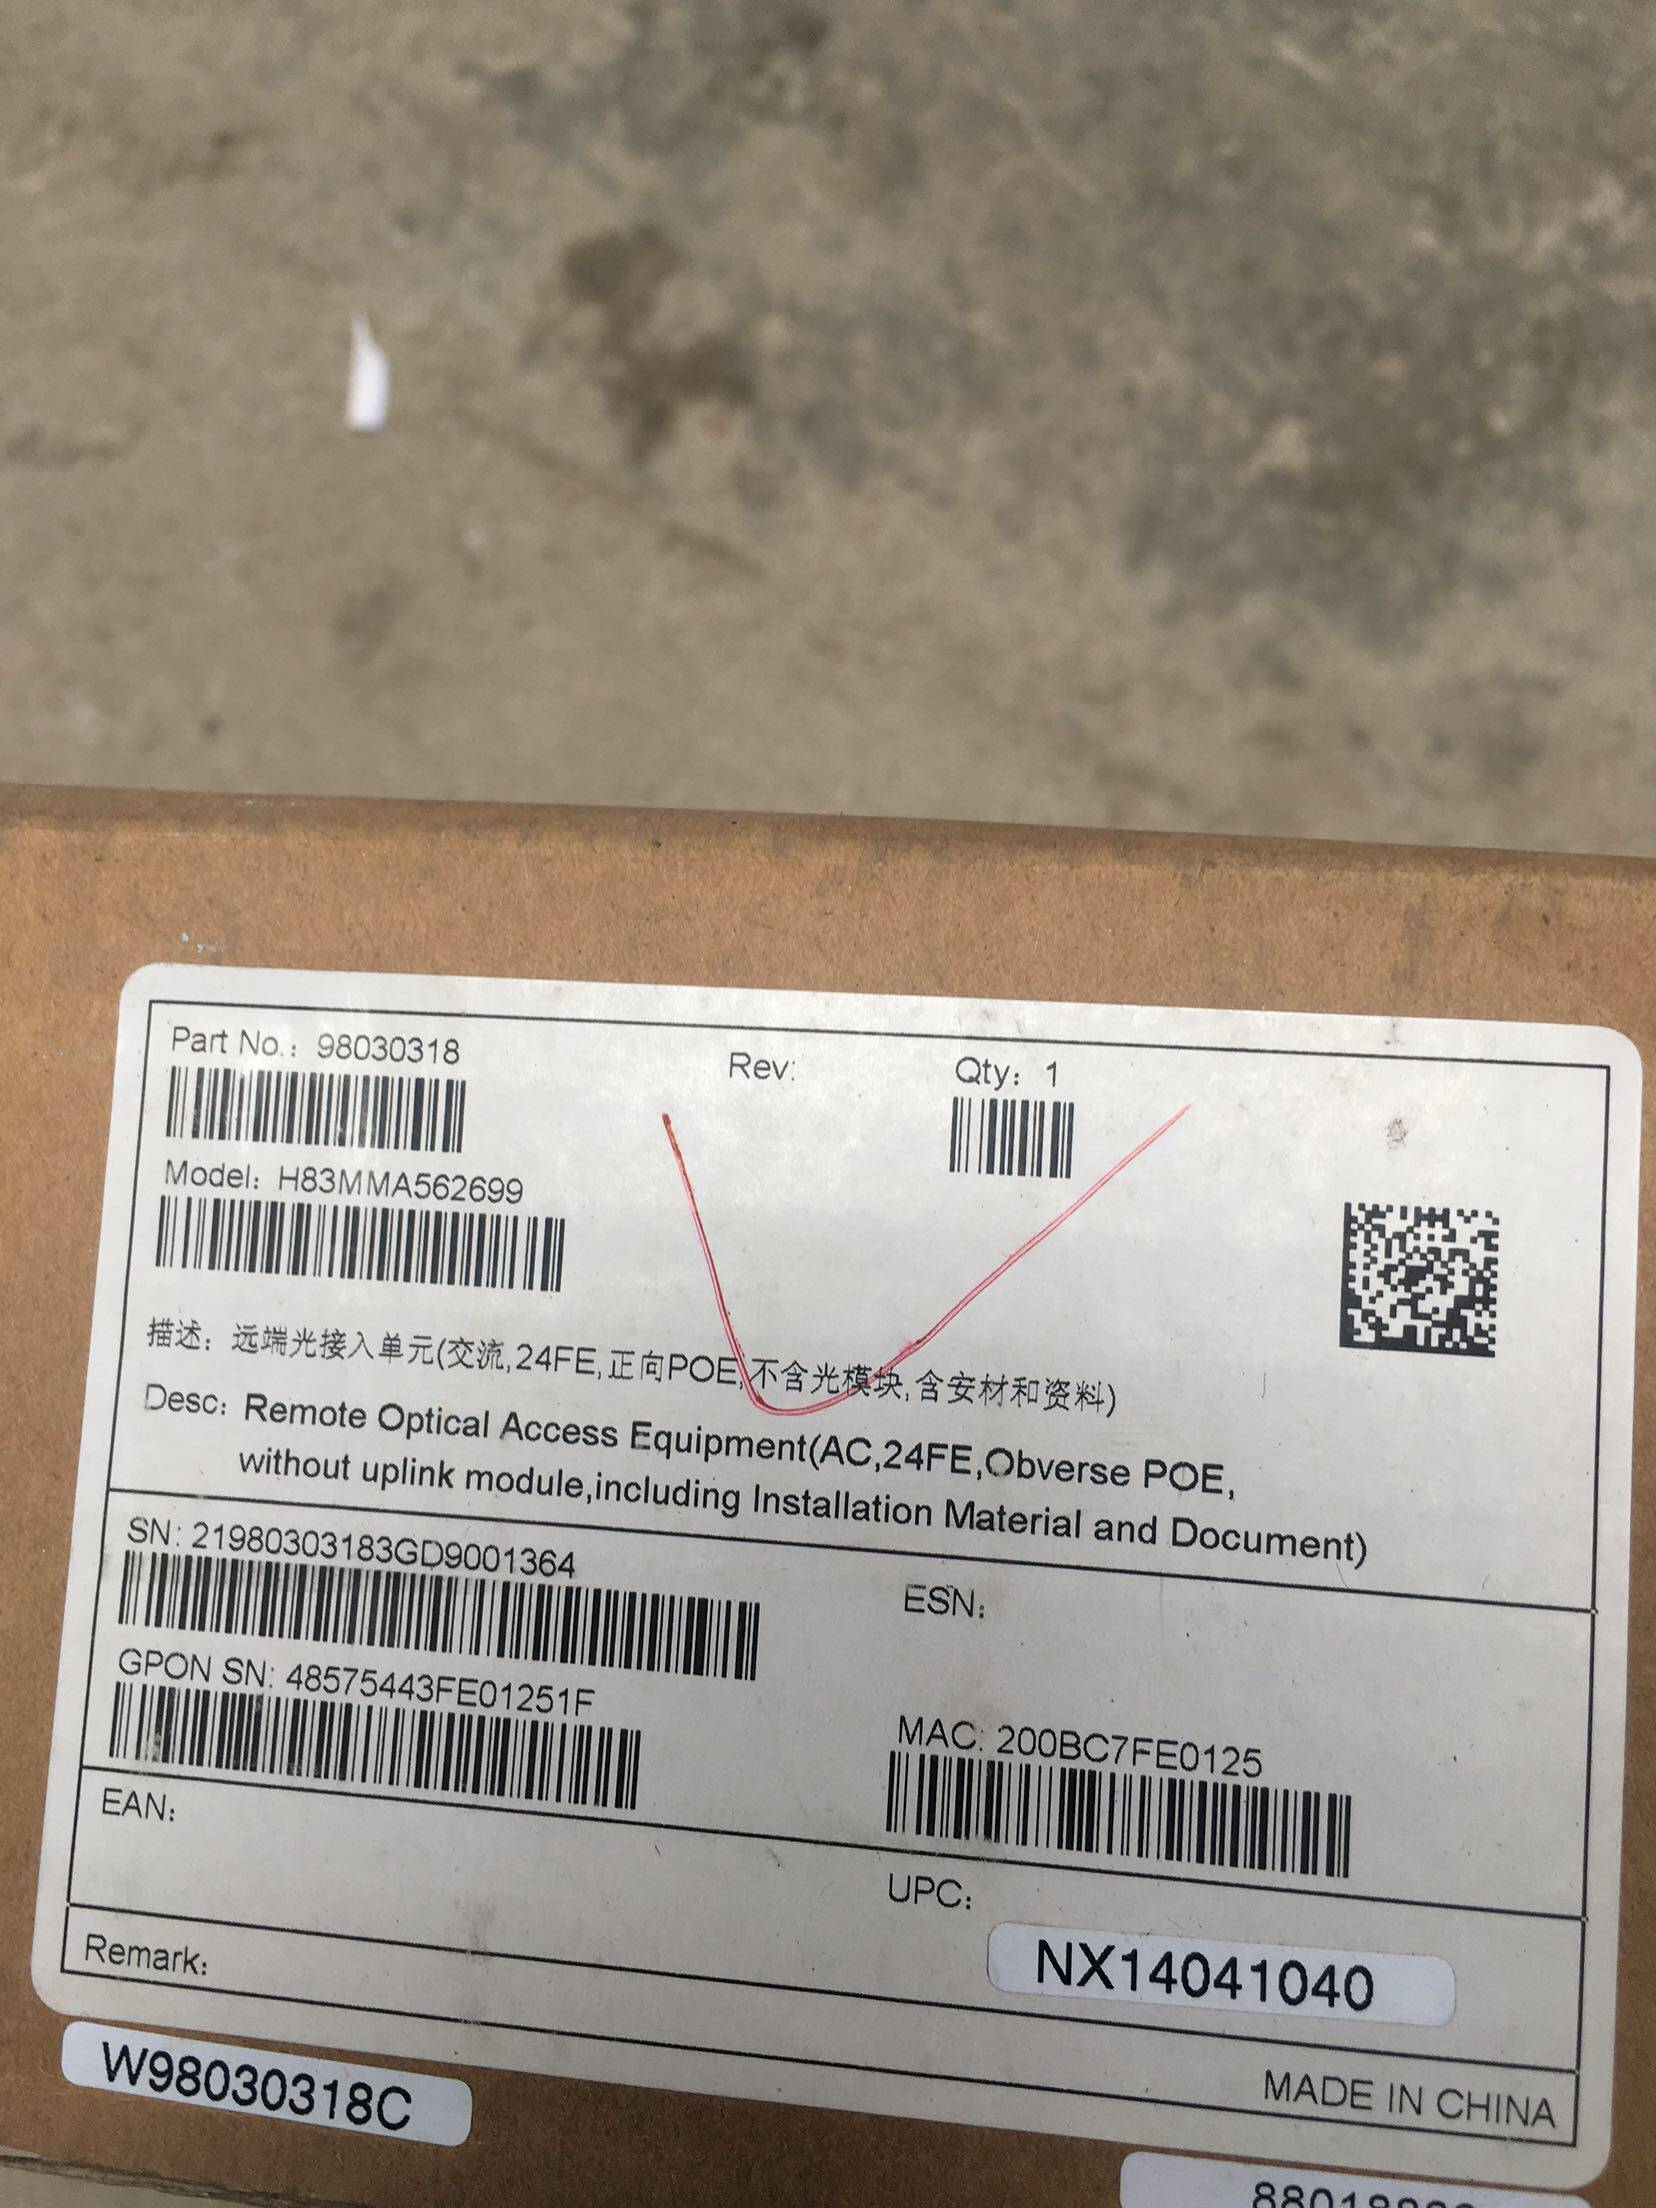 Part No.: 98030318
Rev:
Qty: 1
Model: H83MMA562699
描述: 远端光接入单元(交流,24FE,正向POE,不含光模块,含安材和资料)
Desc: Remote Optical Access Equipment(AC,24FE,Obverse POE,
without uplink module,including Installation Material and Document)
SN: 21980303183GD9001364
ESN:
GPON SN: 48575443FE01251F
MAC: 200BC7FE0125
EAN:
UPC:
NX14041040
Remark:
MADE IN CHINA
W98030318C